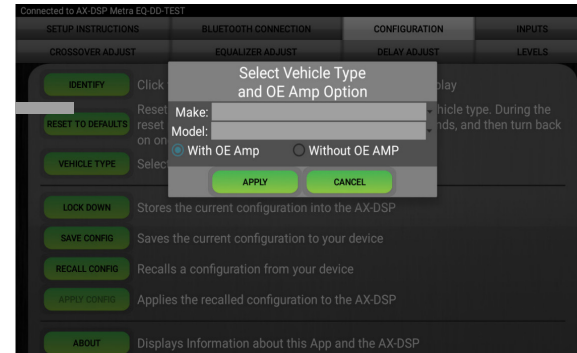 Connected to AX-DSP Metra EQ-DD-TEST
SETUP INSTRUCTIONS BLUETOOTH CONNECTION CONFIGURATION INPUTS
CROSSOVER ADJUST EQUALIZER ADJUST DELAY ADJUST LEVELS
Select Vehicle Type
and OE Amp Option
Make:
Model:
With OE Amp Without OE AMP
APPLY CANCEL
IDENTIFY Click play
RESET TO DEFAULTS Reset hicle type. During the
reset nds, and then turn back
on on
VEHICLE TYPE Selec
LOCK DOWN Stores the current configuration into the AX-DSP
SAVE CONFIG Saves the current configuration to your device
RECALL CONFIG Recalls a configuration from your device
APPLY CONFIG Applies the recalled configuration to the AX-DSP
ABOUT Displays Information about this App and the AX-DSP